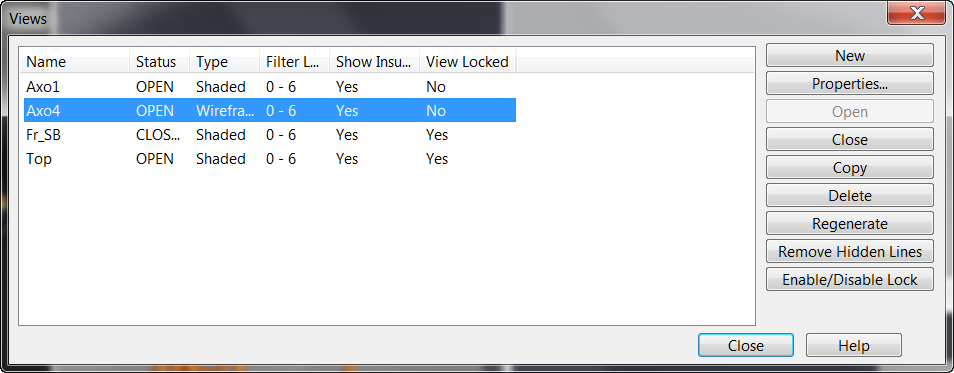 Views
Name Status Type Filter L... Show Insu... View Locked
Axo1 OPEN Shaded 0 - 6 Yes No
Axo4 OPEN Wirefra... 0 - 6 Yes No
Fr_SB CLOS... Shaded 0 - 6 Yes Yes
Top OPEN Shaded 0 - 6 Yes Yes
New
Properties...
Open
Close
Copy
Delete
Regenerate
Remove Hidden Lines
Enable/Disable Lock
Close Help